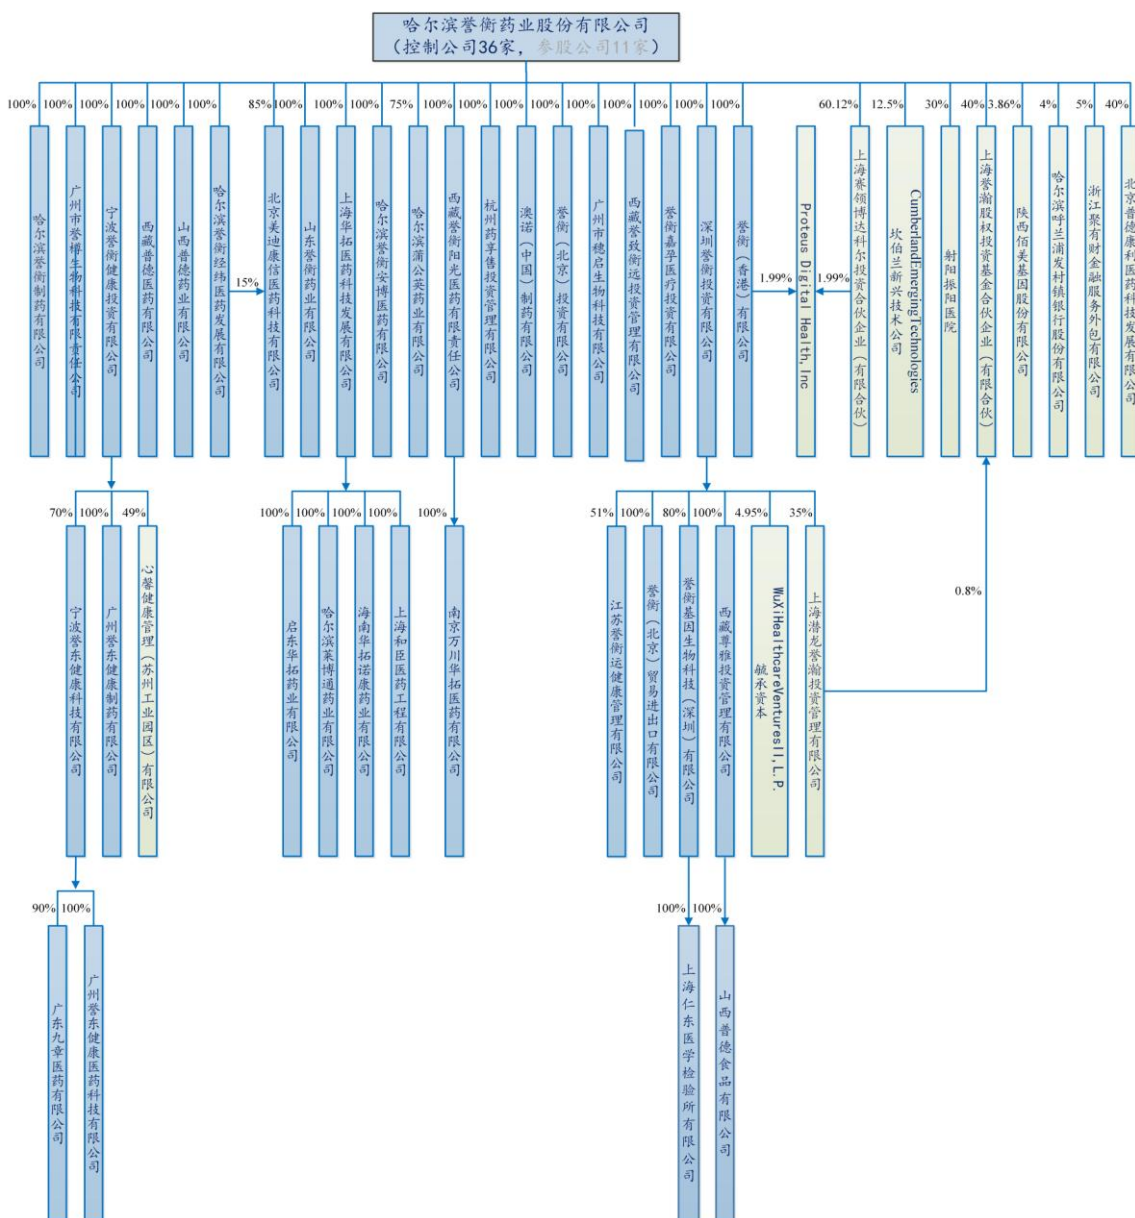 哈尔滨誉衡药业股份有限公司
（控制公司36家，参股公司11家）
100%
100%
100%
100%
100%
100%
85%
100%
100%
100%
75%
100%
100%
100%
100%
100%
100%
100%
100%
100%
60.12%
12.5%
30%
40%
3.86%
4%
5%
40%
哈尔滨誉衡制药有限公司
广州市誉博生物科技有限责任公司
宁波誉衡健康投资有限公司
西藏普德医药有限公司
山西普德药业有限公司
哈尔滨誉衡经纬医药发展有限公司
15%
北京美迪康信医药科技有限公司
山东誉衡药业有限公司
上海华拓医药科技发展有限公司
哈尔滨誉衡安博医药有限公司
哈尔滨蒲公英药业有限公司
西藏誉衡阳光医药有限责任公司
杭州药享售投资管理有限公司
澳诺（中国）制药有限公司
誉衡（北京）投资有限公司
广州市穗启生物科技有限公司
西藏誉致衡远投资管理有限公司
誉衡嘉孕医疗投资有限公司
深圳誉衡投资有限公司
誉衡（香港）有限公司
1.99%
Proteus Digital Health,Inc
1.99%
上海赛领博达科尔投资合伙企业（有限合伙）
CumberlandEmergingTechnologies
坎伯兰新兴技术公司
射阳振阳医院
上海誉瀚股权投资基金合伙企业（有限合伙）
陕西佰美基因股份有限公司
哈尔滨呼兰浦发村镇银行股份有限公司
浙江聚有财金融服务外包有限公司
北京普德康利医药科技发展有限公司
70%
100%
49%
100%
100%
100%
100%
100%
51%
100%
80%
100%
4.95%
35%
宁波誉东健康科技有限公司
广州誉东健康制药有限公司
心馨健康管理（苏州工业园区）有限公司
启东华拓药业有限公司
哈尔滨莱博通药业有限公司
海南华拓诺康药业有限公司
上海和臣医药工程有限公司
南京万川华拓医药有限公司
江苏誉衡运健康管理有限公司
誉衡（北京）贸易进出口有限公司
誉衡基因生物科技（深圳）有限公司
西藏尊雅投资管理有限公司
WuXiHealthcareVenturesII,L.P.
毓承资本
上海潜龙誉瀚投资管理有限公司
0.8%
90%
100%
100%
100%
广东九章医药有限公司
广州誉东健康医药科技有限公司
上海仁东医学检验所有限公司
山西普德食品有限公司